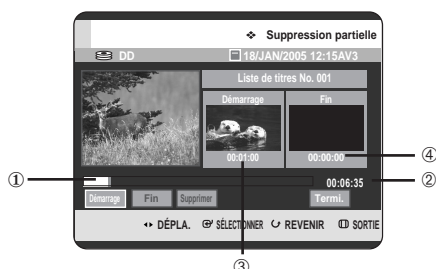 ❖ Suppression partielle
DD 18/JAN/2005 12:15AV3
Liste de titres No. 001
Démarrage Fin
00:01:00 00:00:00 ④
① 00:06:35 ②
Démarrage Fin Supprimer Termi.
DÉPLA. SÉLECTIONNER REVENIR SORTIE
③